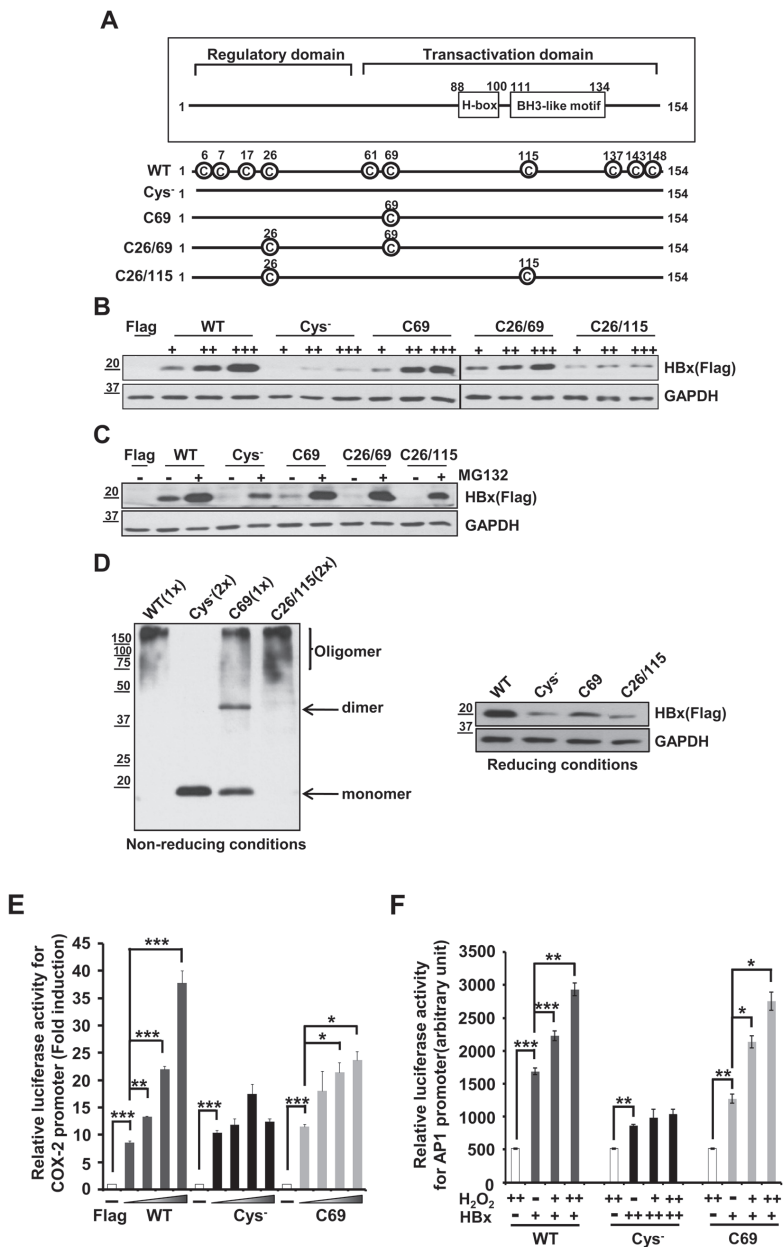 A
Regulatory domain Transactivation domain
88 100 111 134
1 H-box BH3-like motif 154
6 7 17 26 61 69 115 137 143 148
WT 1 C C C C C C C C C C 154
Cys- 1 154
69
C69 1 C 154
26 69
C26/69 1 C C 154
26 115
C26/115 1 C C 154
B
Flag WT Cys- C69 C26/69 C26/115
+ ++ +++ + ++ +++ + ++ +++ + ++ +++ + ++ +++
20 HBx(Flag)
37 GAPDH
C
Flag WT Cys- C69 C26/69 C26/115
- - + - + - + - + - + MG132
20 HBx(Flag)
37 GAPDH
D
WT(1x) Cys-(2x) C69(1x) C26/115(2x)
150
100
75
50
37
25
20
Oligomer
dimer
monomer
Non-reducing conditions
WT Cys- C69 C26/115
20 HBx(Flag)
37 GAPDH
Reducing conditions
E
Relative luciferase activity for
COX-2 promoter (Fold induction)
45
40
35
30
25
20
15
10
5
0
*** *** ** *** *** *** * *
- - -
Flag WT Cys- C69
F
Relative luciferase activity
for AP1 promoter(arbitrary unit)
3500
3000
2500
2000
1500
1000
500
0
*** *** ** ** ** * *
H2O2 ++ - + ++ ++ - + ++ ++ - + ++
HBx - + + + - ++ ++ ++ - + + +
WT Cys- C69